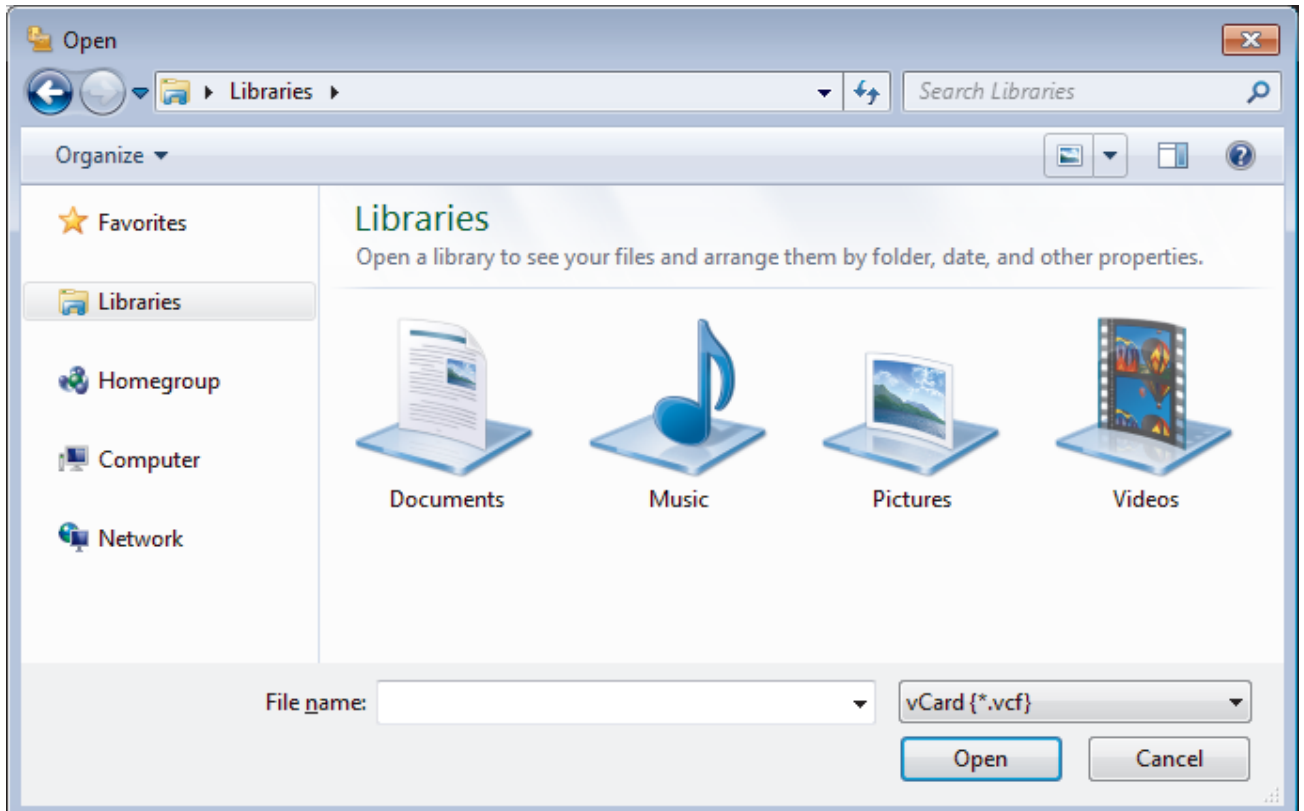 Open
Libraries
Search Libraries
Organize
Favorites
Libraries
Homegroup
Computer
Network
Libraries
Open a library to see your files and arrange them by folder, date, and other properties.
Documents Music Pictures Videos
File name: vCard {*.vcf}
Open Cancel